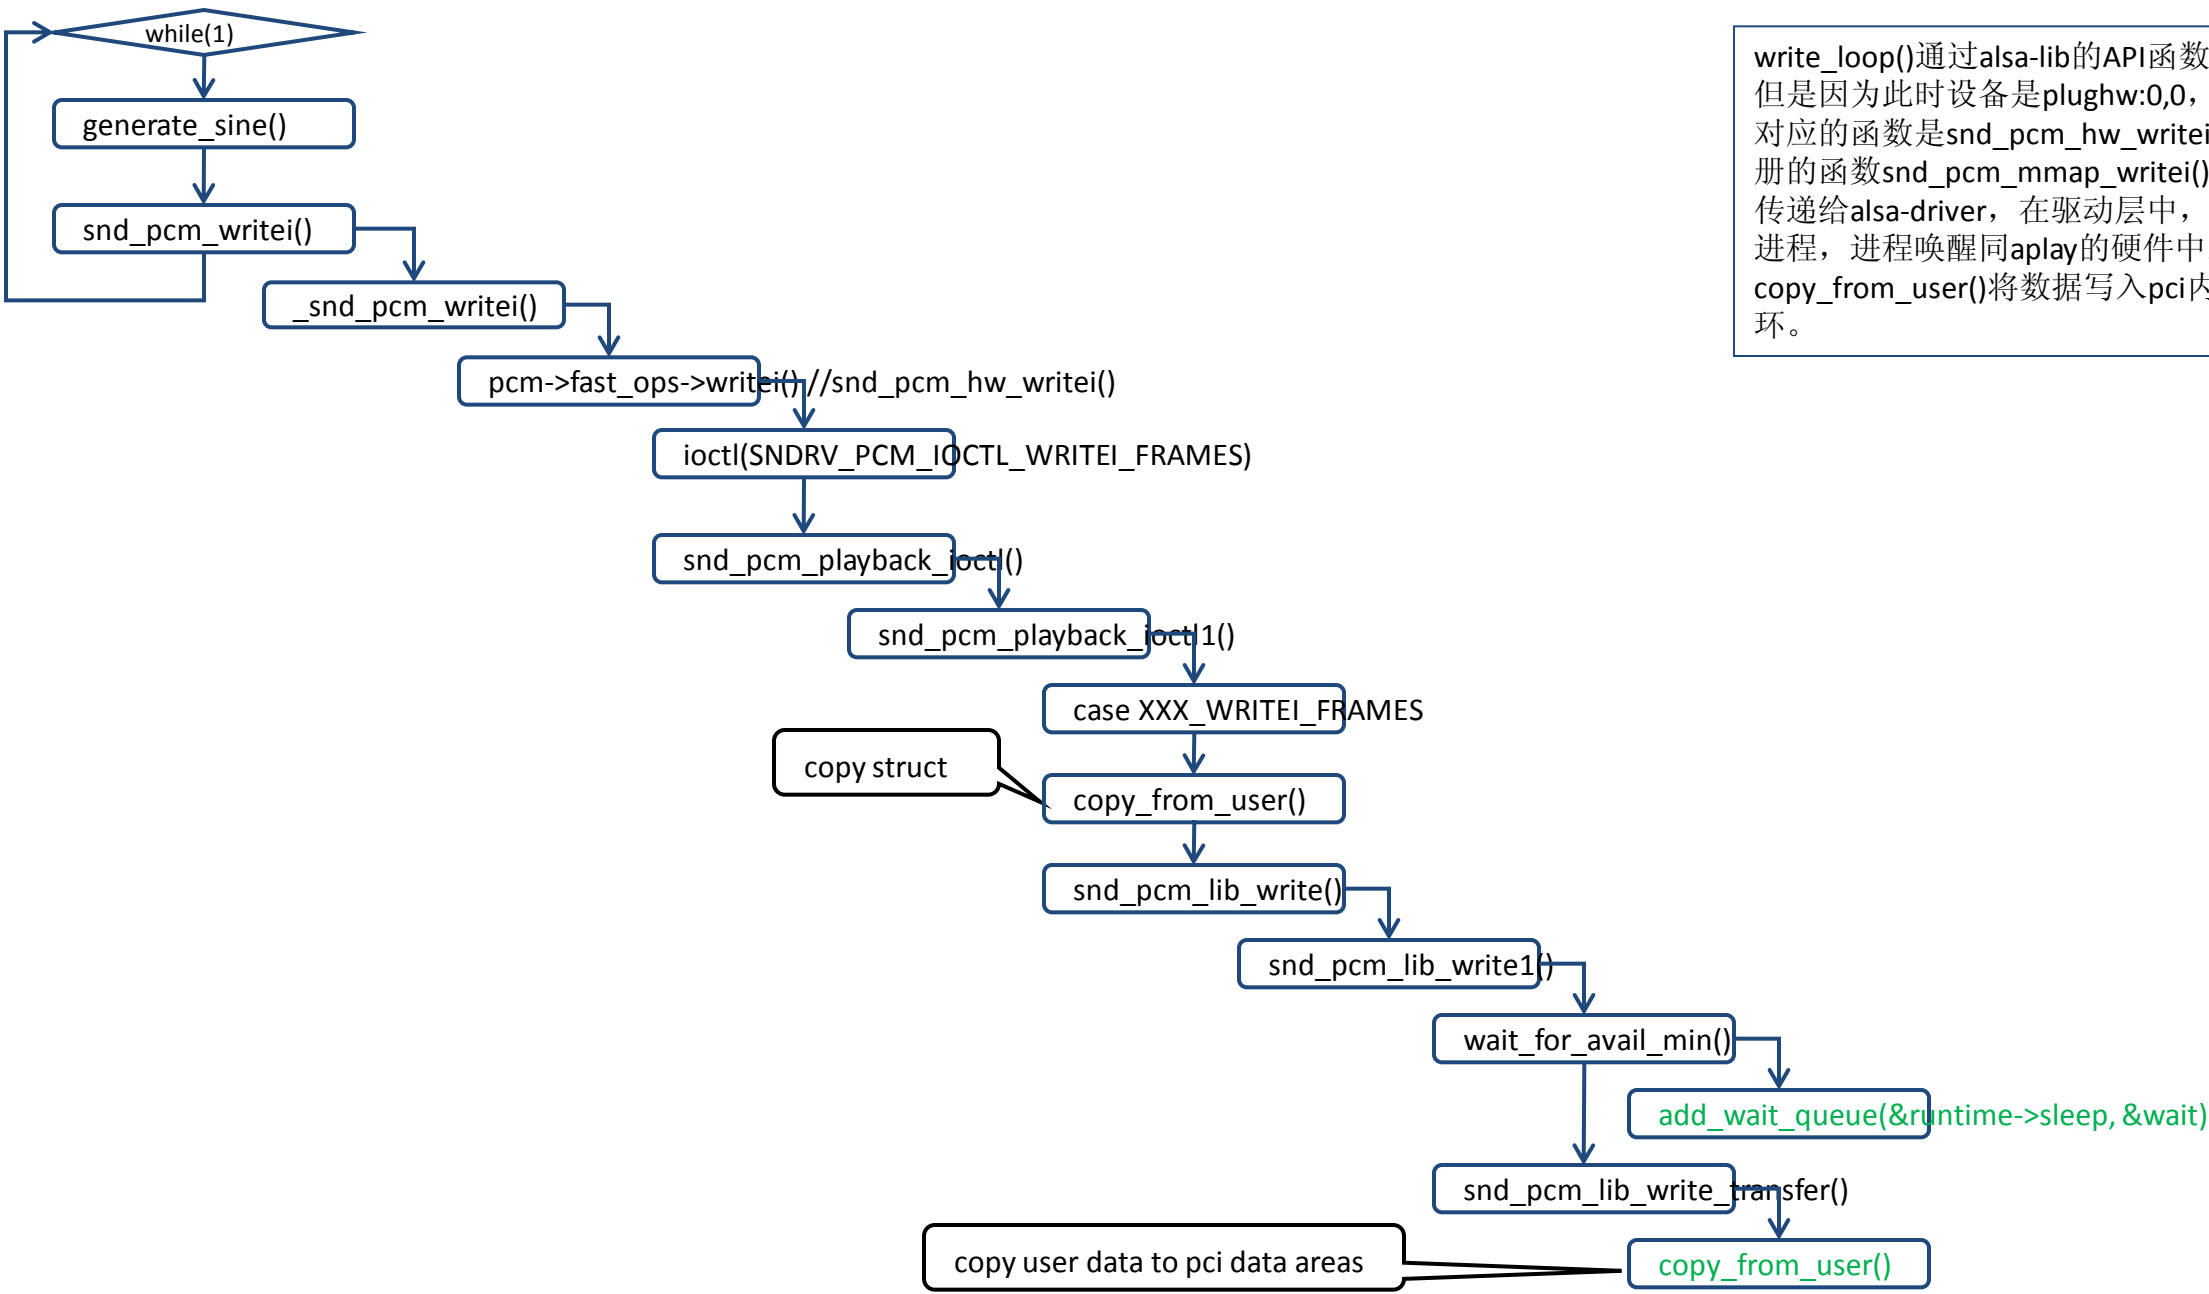 while(1)
generate_sine()
snd_pcm_writei()
_snd_pcm_writei()
pcm->fast_ops->writei() //snd_pcm_hw_writei()
ioctl(SNDRV_PCM_IOCTL_WRITEI_FRAMES)
snd_pcm_playback_ioctl()
snd_pcm_playback_ioctl1()
case XXX_WRITEI_FRAMES
copy struct
copy_from_user()
snd_pcm_lib_write()
snd_pcm_lib_write1()
wait_for_avail_min()
add_wait_queue(&runtime->sleep, &wait)
snd_pcm_lib_write_transfer()
copy user data to pci data areas
copy_from_user()
write_loop()通过alsa-lib的API函数
但是因为此时设备是plughw:0,0，
对应的函数是snd_pcm_hw_writei
册的函数snd_pcm_mmap_writei()
传递给alsa-driver，在驱动层中，
进程，进程唤醒同aplay的硬件中
copy_from_user()将数据写入pci内
环。